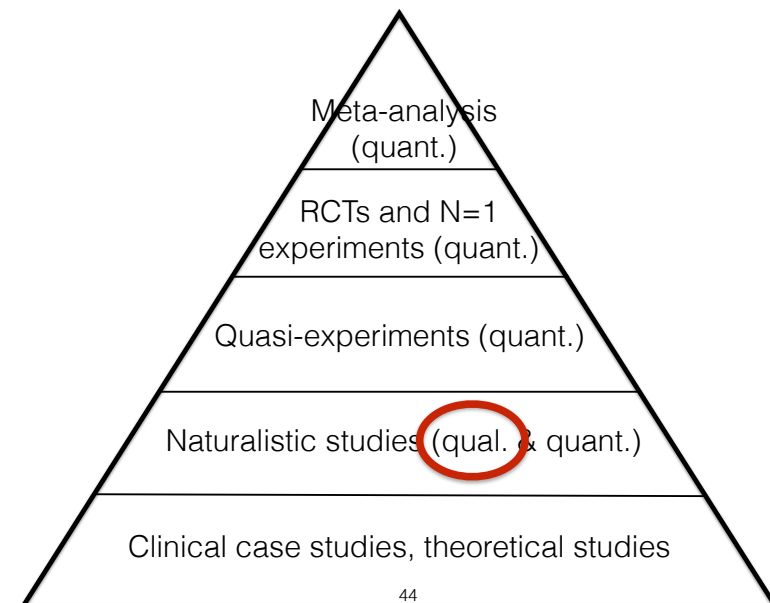 Meta-analysis
(quant.)
RCTs and N=1
experiments (quant.)
Quasi-experiments (quant.)
Naturalistic studies (qual. & quant.)
Clinical case studies, theoretical studies
44